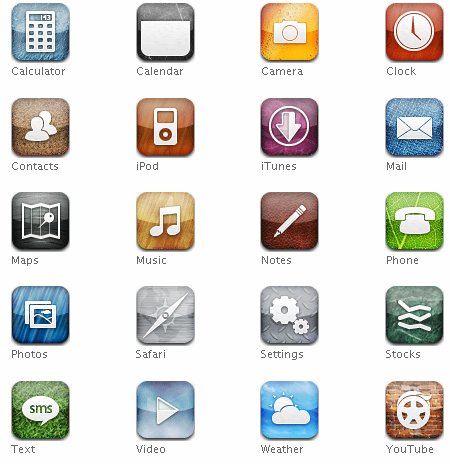 Calculator Calendar Camera Clock
Contacts iPod iTunes Mail
Maps Music Notes Phone
Photos Safari Settings Stocks
sms
Text Video Weather YouTube